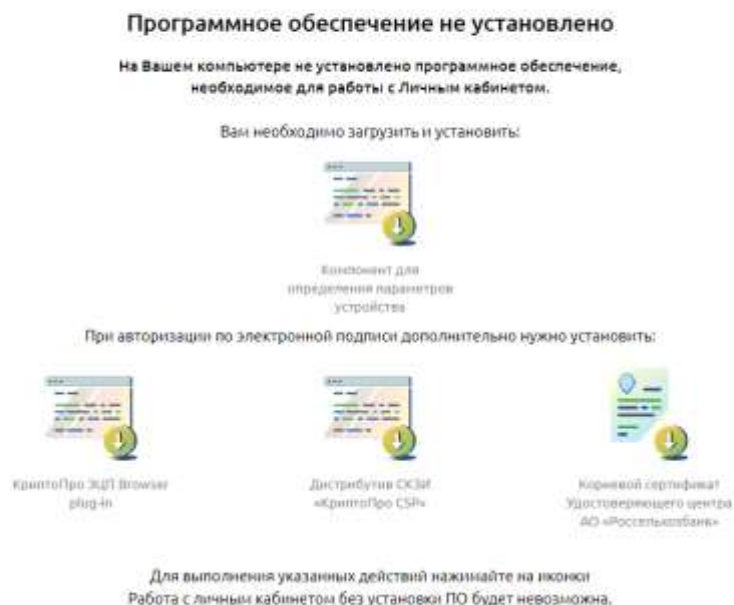 Программное обеспечение не установлено
На Вашем компьютере не установлено программное обеспечение,
необходимое для работы с Личным кабинетом.
Вам необходимо загрузить и установить:
Компонент для
определения параметров
устройства
При авторизации по электронной подписи дополнительно нужно установить:
КриптоПро ЭЦП Browser
plug-in
Дистрибутив СКЗИ
«КриптоПро CSP»
Корневой сертификат
Удостоверяющего центра
АО «Россельхозбанк»
Для выполнения указанных действий нажимайте на иконки
Работа с личным кабинетом без установки ПО будет невозможна.